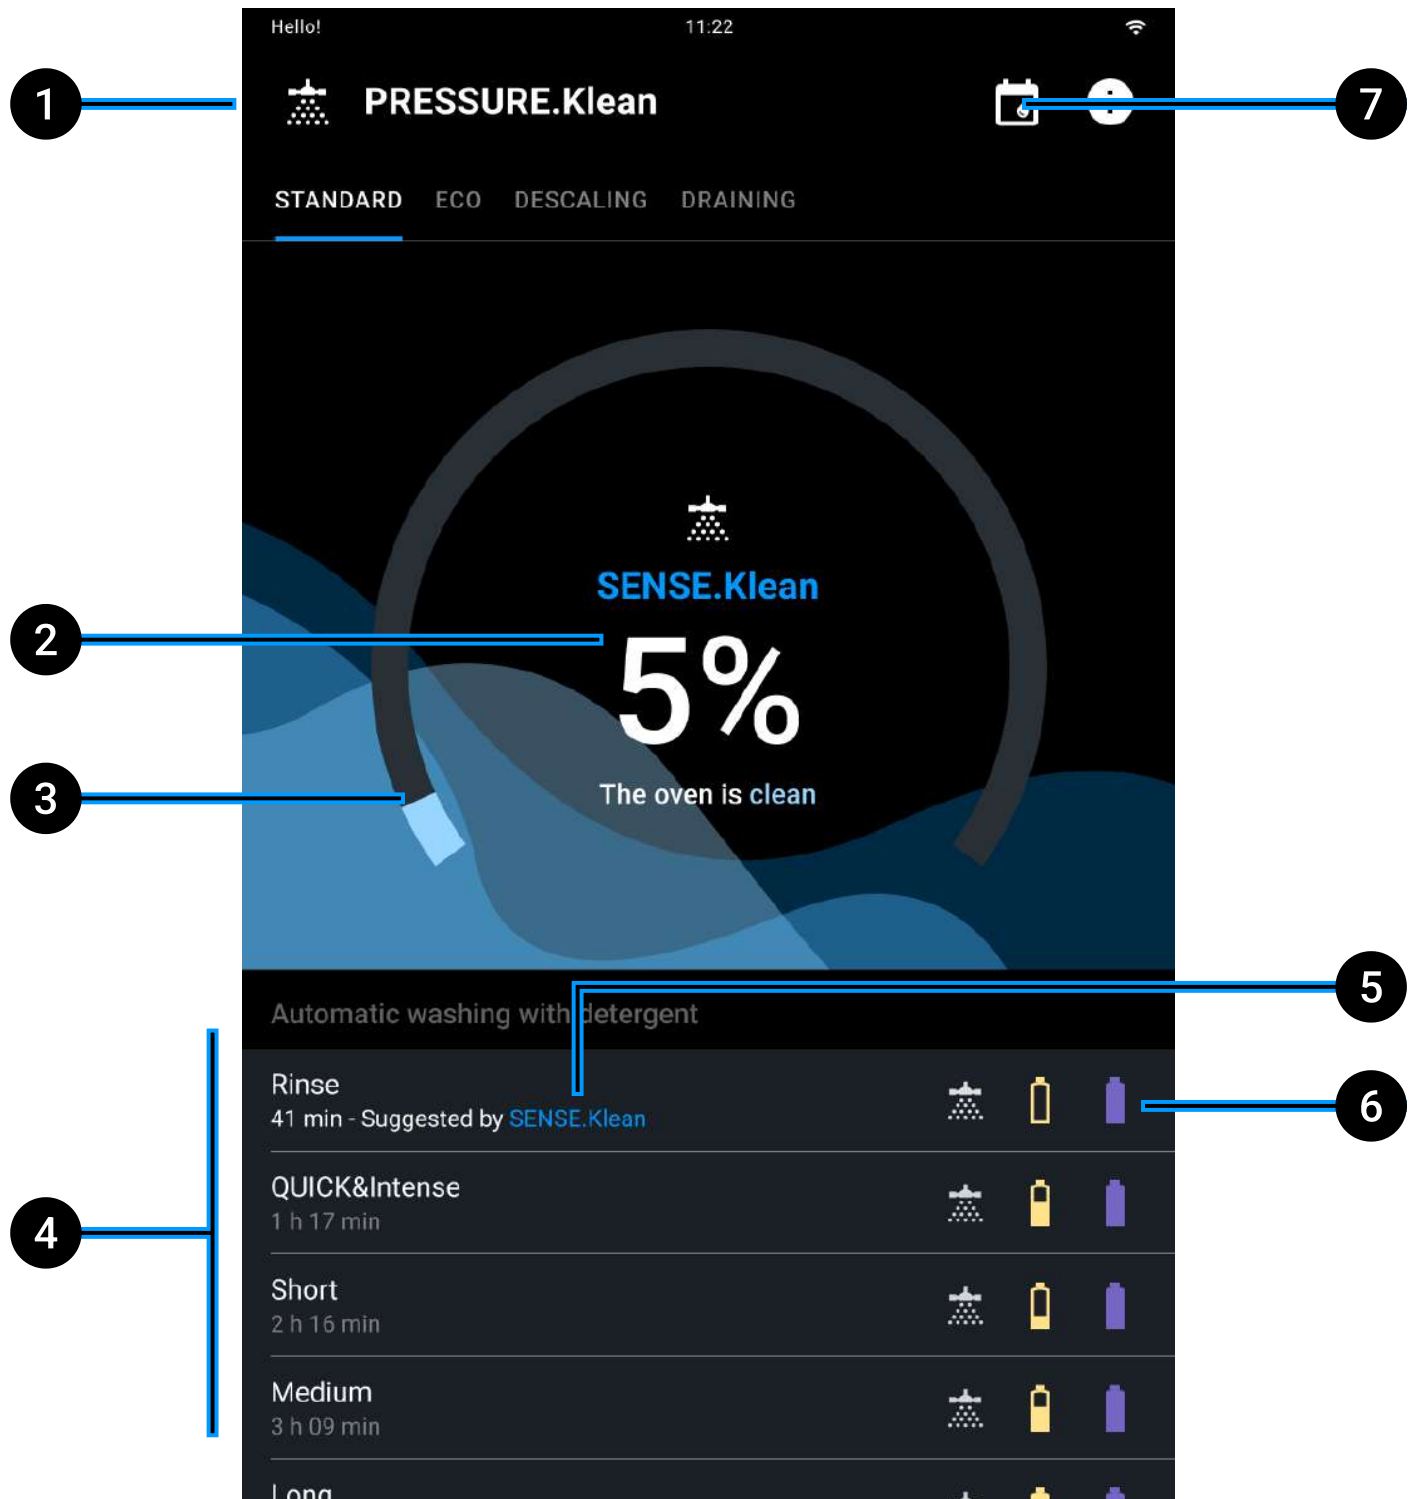 Hello! 11:22
1 PRESSURE.Klean 7
STANDARD ECO DESCALING DRAINING
SENSE.Klean
2 5%
3 The oven is clean
5
Automatic washing with detergent
Rinse
41 min - Suggested by SENSE.Klean 6
QUICK&Intense
1 h 17 min
4
Short
2 h 16 min
Medium
3 h 09 min
Long